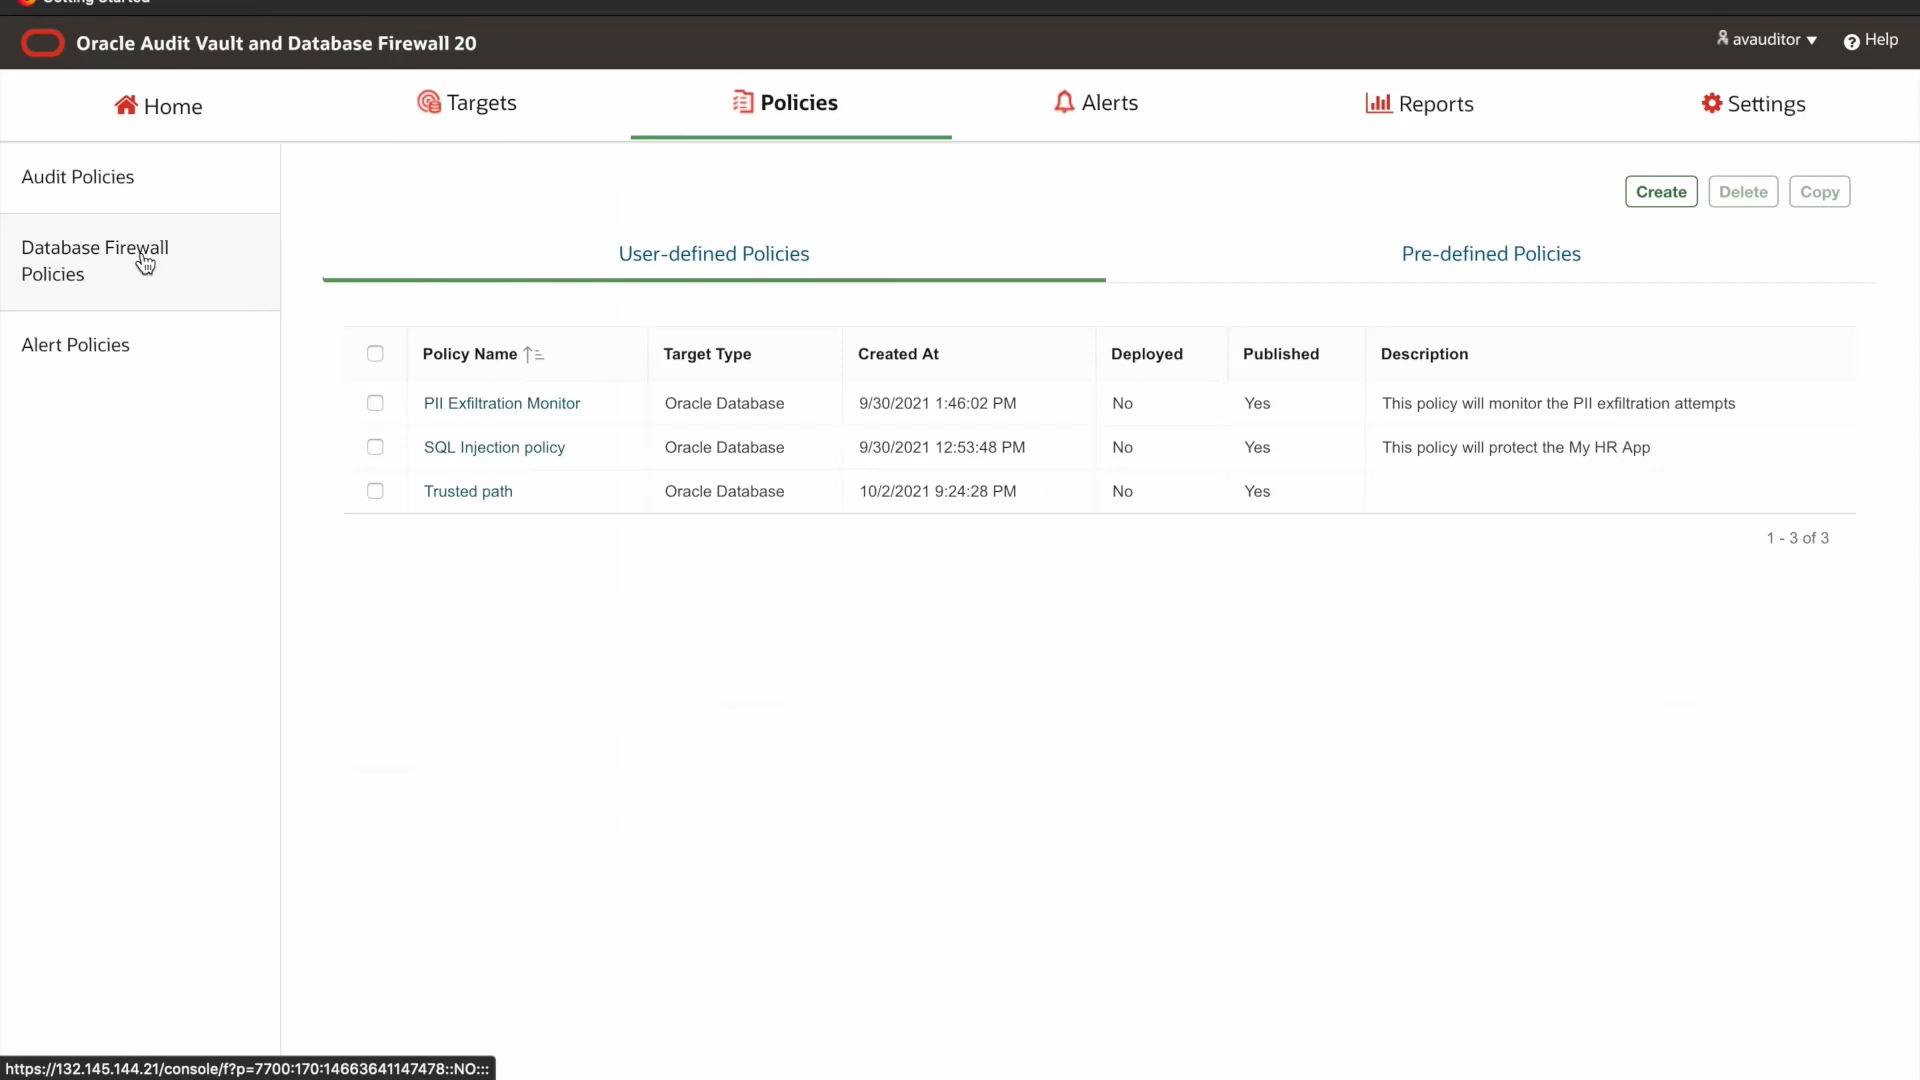 Getting Started
Oracle Audit Vault and Database Firewall 20
avauditor
Help
Home
Targets
Policies
Alerts
Reports
Settings
Audit Policies
Database Firewall
Policies
Alert Policies
Create
Delete
Copy
User-defined Policies
Pre-defined Policies
Policy Name Target Type Created At Deployed Published Description
PII Exfiltration Monitor Oracle Database 9/30/2021 1:46:02 PM No Yes This policy will monitor the PII exfiltration attempts
SQL Injection policy Oracle Database 9/30/2021 12:53:48 PM No Yes This policy will protect the My HR App
Trusted path Oracle Database 10/2/2021 9:24:28 PM No Yes
1 - 3 of 3
https://132.145.144.21/console/f?p=7700:170:14663641147478::NO:::